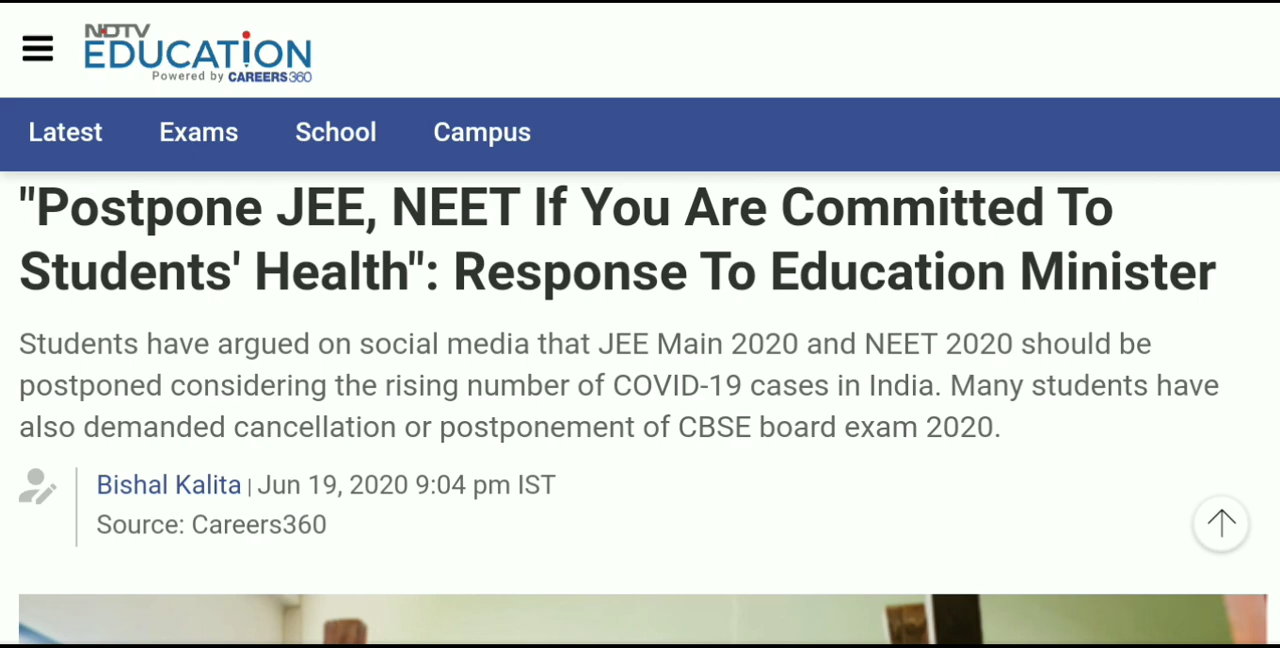 NDTV
EDUCATION
Powered by CAREERS360
Latest Exams School Campus
"Postpone JEE, NEET If You Are Committed To
Students' Health": Response To Education Minister
Students have argued on social media that JEE Main 2020 and NEET 2020 should be
postponed considering the rising number of COVID-19 cases in India. Many students have
also demanded cancellation or postponement of CBSE board exam 2020.
Bishal Kalita | Jun 19, 2020 9:04 pm IST
Source: Careers360